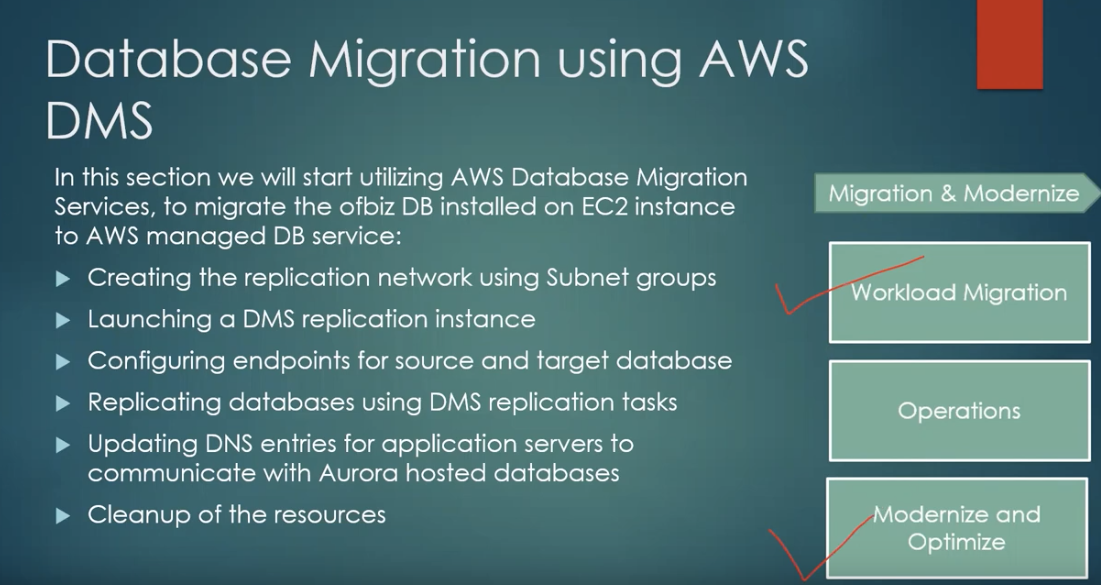 Database Migration using AWS
DMS
In this section we will start utilizing AWS Database Migration
Services, to migrate the ofbiz DB installed on EC2 instance
to AWS managed DB service:
Creating the replication network using Subnet groups
Launching a DMS replication instance
Configuring endpoints for source and target database
Replicating databases using DMS replication tasks
Updating DNS entries for application servers to
communicate with Aurora hosted databases
Cleanup of the resources
Migration & Modernize
Workload Migration
Operations
Modernize and
Optimize